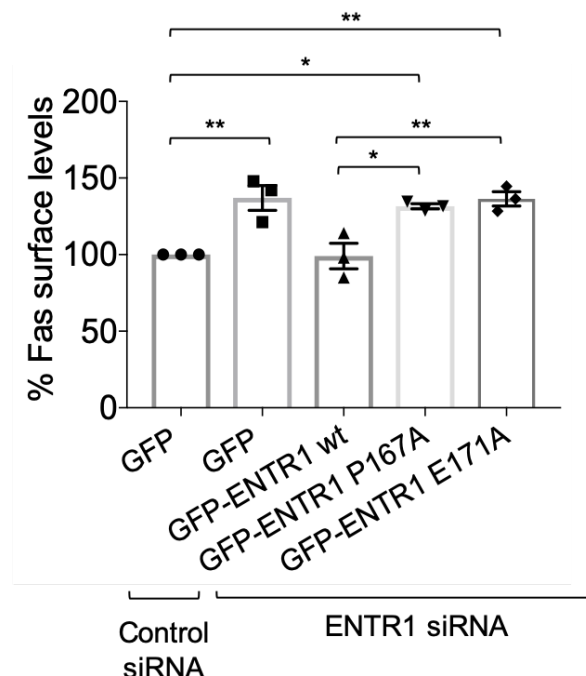 **
*
**
**
*
% Fas surface levels
200
150
100
50
0
GFP
GFP
GFP-ENTR1 wt
GFP-ENTR1 P167A
GFP-ENTR1 E171A
Control
siRNA
ENTR1 siRNA